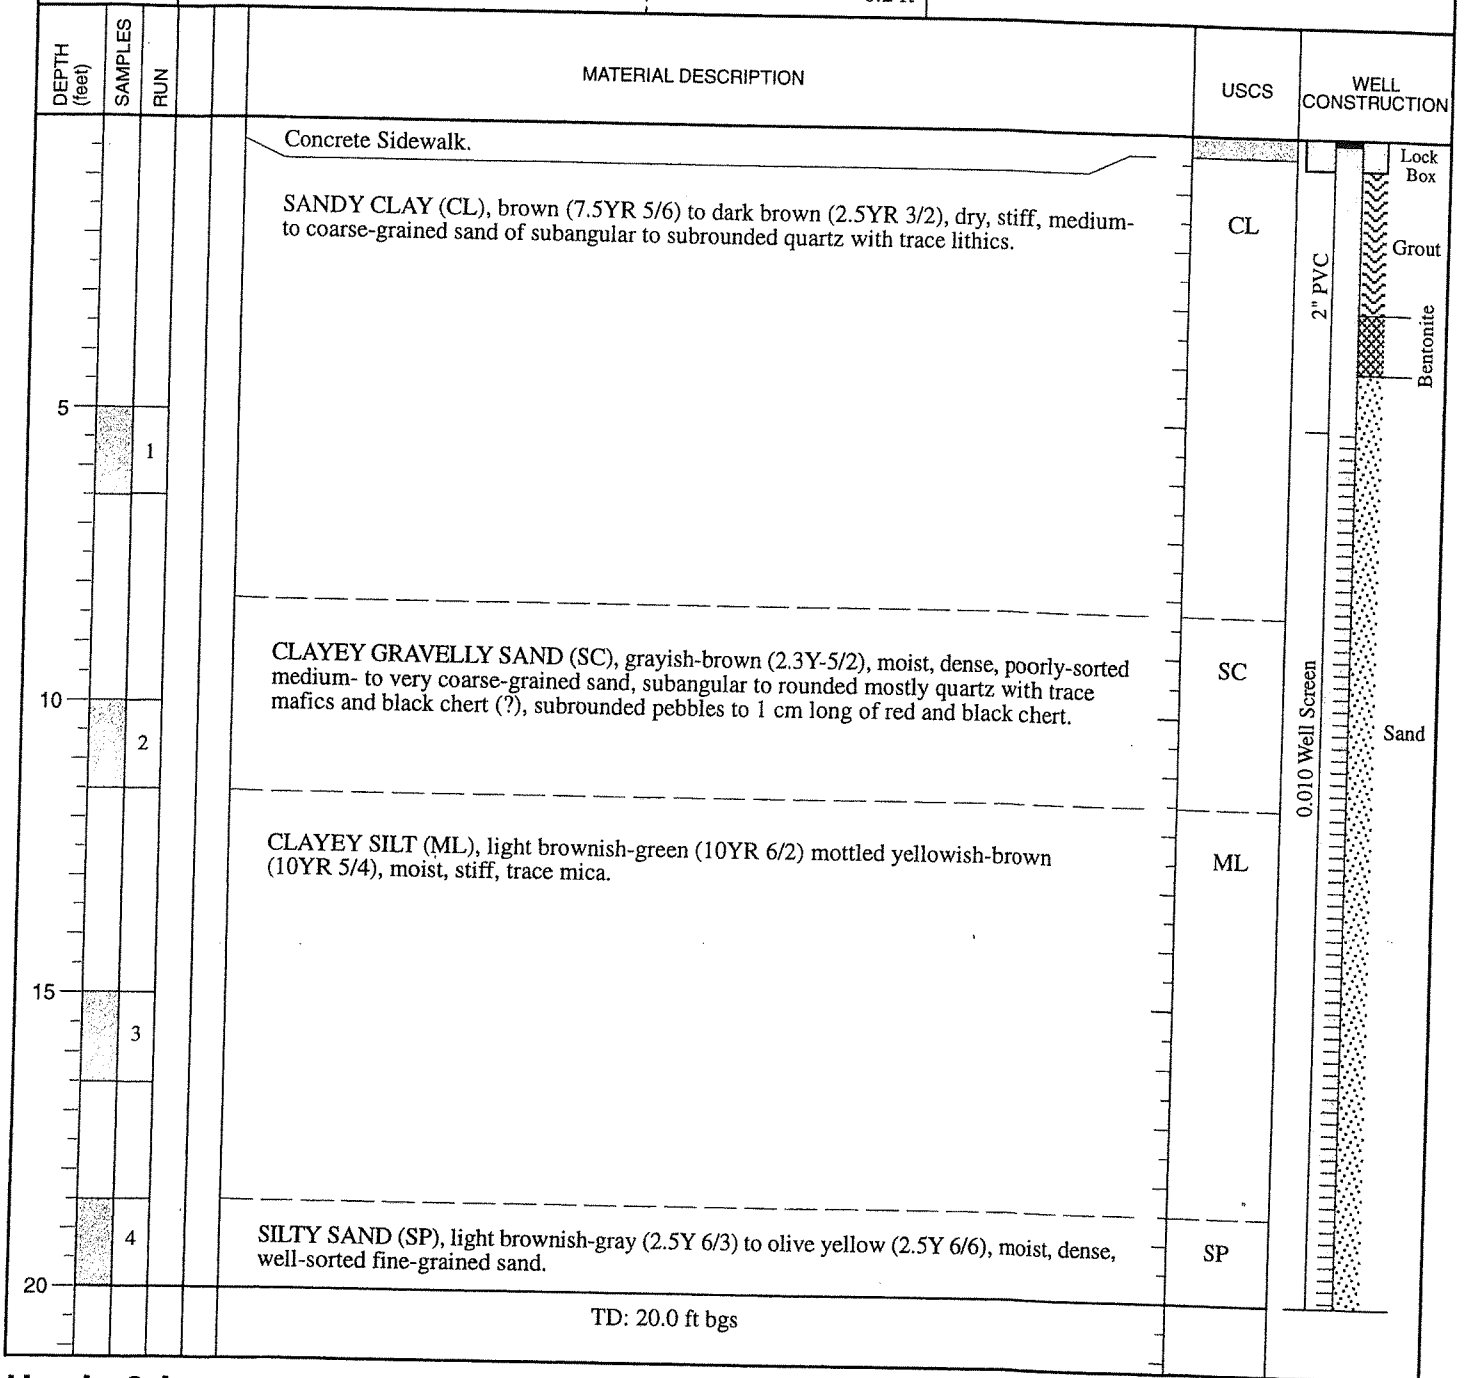 DEPTH (feet)
SAMPLES
RUN
MATERIAL DESCRIPTION
USCS
WELL
CONSTRUCTION
Concrete Sidewalk.
Lock
Box
SANDY CLAY (CL), brown (7.5YR 5/6) to dark brown (2.5YR 3/2), dry, stiff, medium-
to coarse-grained sand of subangular to subrounded quartz with trace lithics.
CL
2" PVC
Grout
Bentonite
5
1
CLAYEY GRAVELLY SAND (SC), grayish-brown (2.3Y-5/2), moist, dense, poorly-sorted
medium- to very coarse-grained sand, subangular to rounded mostly quartz with trace
mafics and black chert (?), subrounded pebbles to 1 cm long of red and black chert.
SC
10
2
0.010 Well Screen
Sand
CLAYEY SILT (ML), light brownish-green (10YR 6/2) mottled yellowish-brown
(10YR 5/4), moist, stiff, trace mica.
ML
15
3
SILTY SAND (SP), light brownish-gray (2.5Y 6/3) to olive yellow (2.5Y 6/6), moist, dense,
well-sorted fine-grained sand.
SP
4
20
TD: 20.0 ft bgs